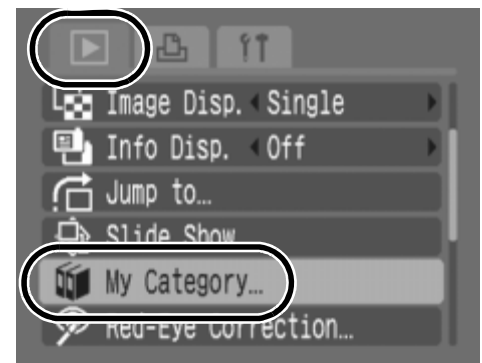 Image Disp. Single
Info Disp. Off
Jump to…
Slide Show
My Category…
Red-Eye Correction…